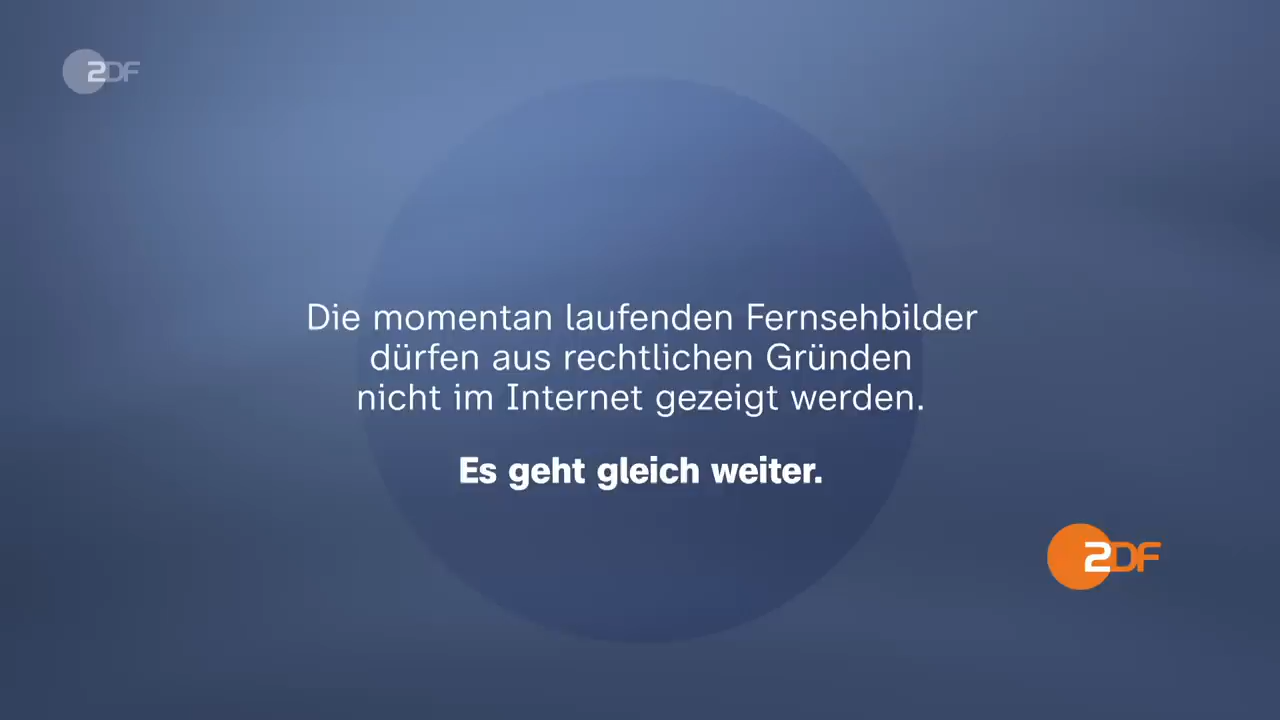 ZDF
Die momentan laufenden Fernsehbilder
dürfen aus rechtlichen Gründen
nicht im Internet gezeigt werden.
Es geht gleich weiter.
ZDF